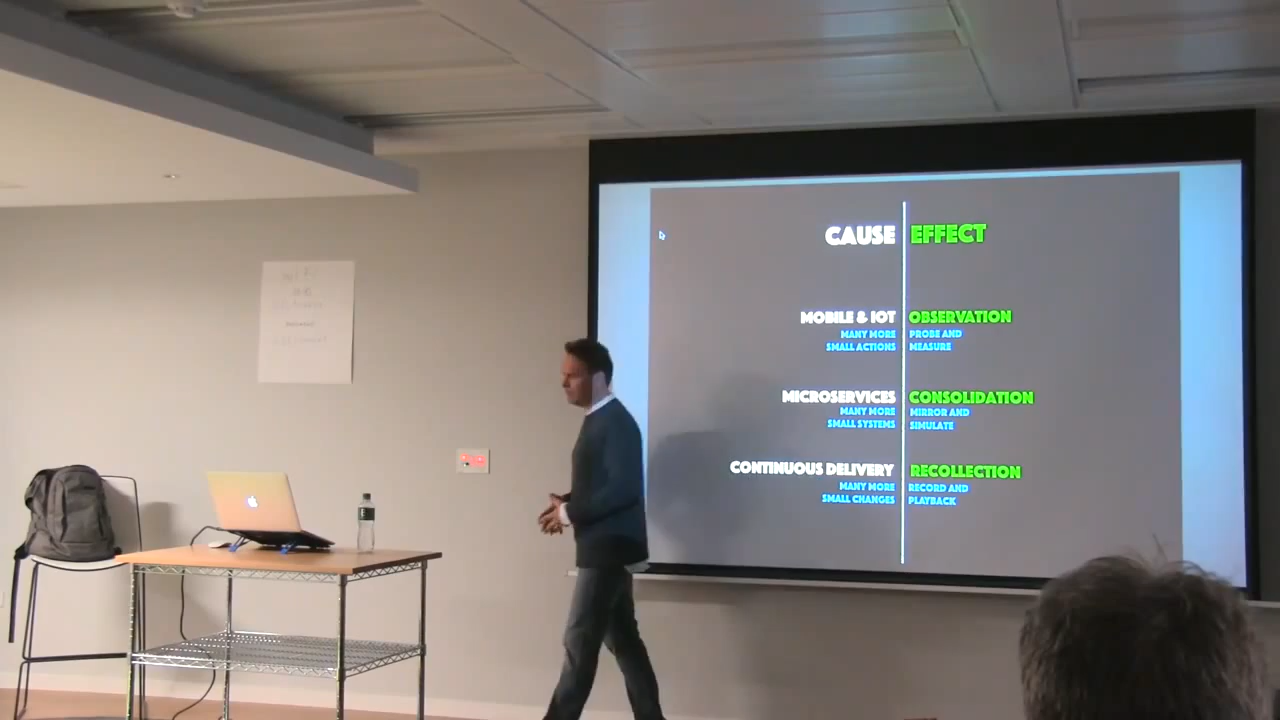 CAUSE EFFECT
MOBILE & IOT OBSERVATION
MANY MORE PROBE AND
SMALL ACTIONS MEASURE
MICROSERVICES CONSOLIDATION
MANY MORE MIRROR AND
SMALL SYSTEMS SIMULATE
CONTINUOUS DELIVERY RECOLLECTION
MANY MORE RECORD AND
SMALL CHANGES PLAYBACK